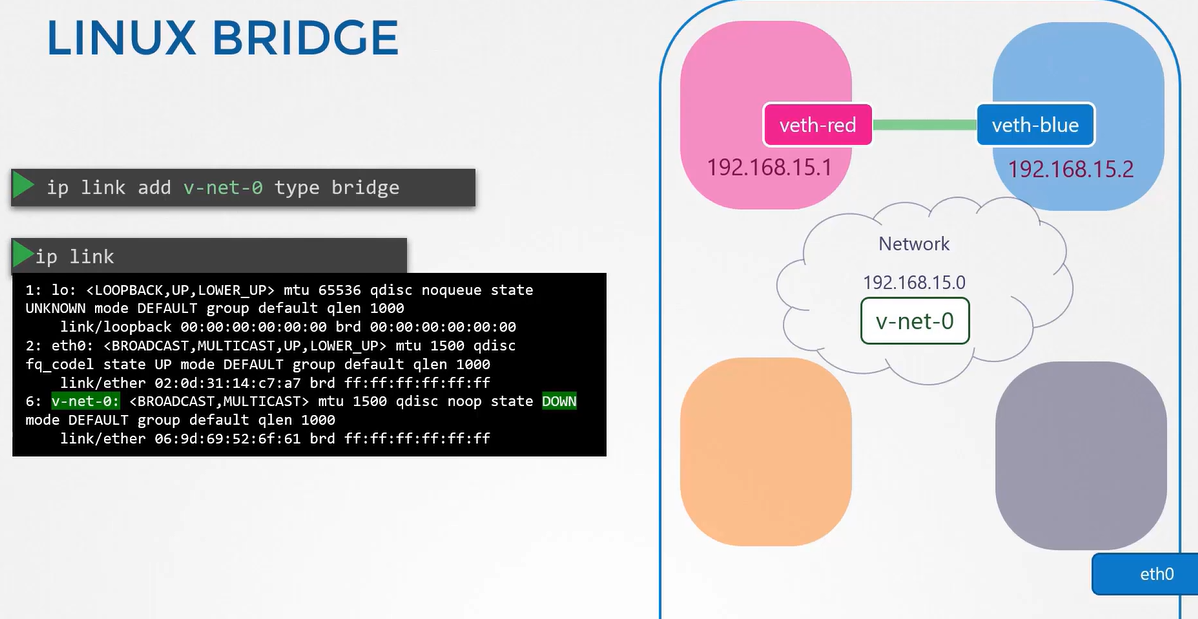 LINUX BRIDGE
ip link add v-net-0 type bridge
ip link
1: lo: <LOOPBACK,UP,LOWER_UP> mtu 65536 qdisc noqueue state
UNKNOWN mode DEFAULT group default qlen 1000
    link/loopback 00:00:00:00:00:00 brd 00:00:00:00:00:00
2: eth0: <BROADCAST,MULTICAST,UP,LOWER_UP> mtu 1500 qdisc
fq_codel state UP mode DEFAULT group default qlen 1000
    link/ether 02:0d:31:14:c7:a7 brd ff:ff:ff:ff:ff:ff
6: v-net-0: <BROADCAST,MULTICAST> mtu 1500 qdisc noop state DOWN
mode DEFAULT group default qlen 1000
    link/ether 06:9d:69:52:6f:61 brd ff:ff:ff:ff:ff:ff
veth-red
veth-blue
192.168.15.1
192.168.15.2
Network
192.168.15.0
v-net-0
eth0